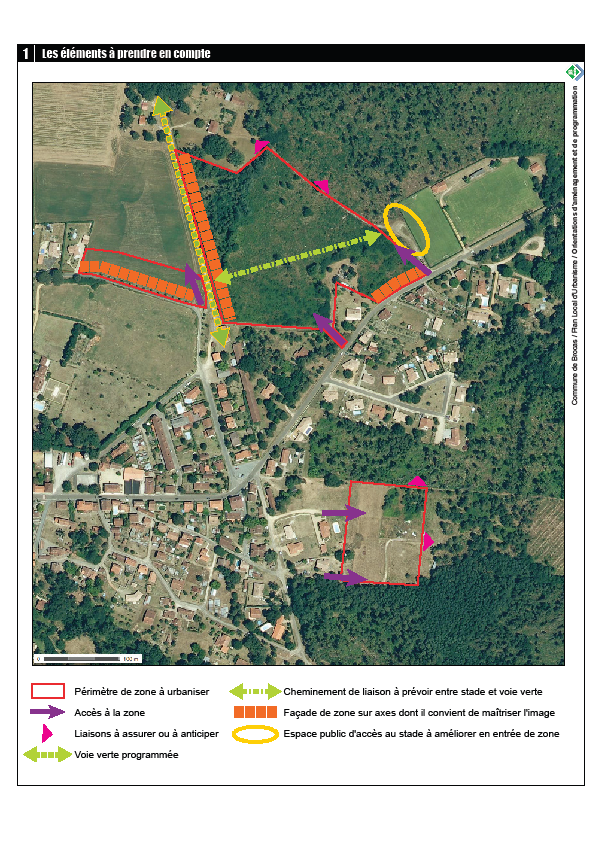 1 Les éléments à prendre en compte
Commune de Brocas / Plan Local d'Urbanisme / Orientations d'aménagement et de programmation
0
100 m
Périmètre de zone à urbaniser
Accès à la zone
Liaisons à assurer ou à anticiper
Voie verte programmée
Cheminement de liaison à prévoir entre stade et voie verte
Façade de zone sur axes dont il convient de maîtriser l'image
Espace public d'accès au stade à améliorer en entrée de zone